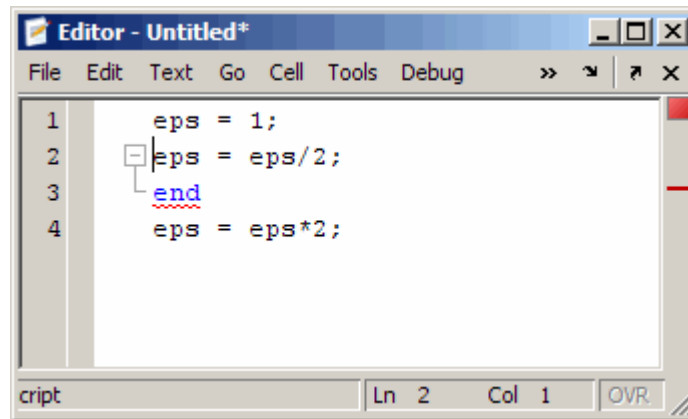 Editor - Untitled*
File Edit Text Go Cell Tools Debug »
1 eps = 1;
2 eps = eps/2;
3 end
4 eps = eps*2;
cript Ln 2 Col 1 OVR